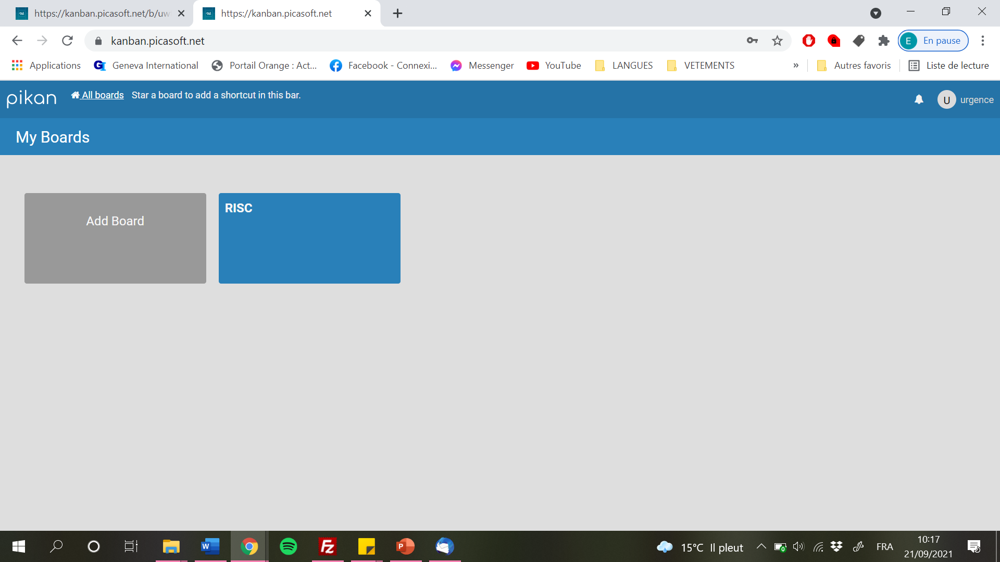 https://kanban.picasoft.net/b/uw
https://kanban.picasoft.net
kanban.picasoft.net
E En pause
Applications
Geneva International
Portail Orange : Act...
Facebook - Connexi...
Messenger
YouTube
LANGUES
VETEMENTS
»
Autres favoris
Liste de lecture
pikan
All boards
Star a board to add a shortcut in this bar.
U urgence
My Boards
Add Board
RISC
15°C Il pleut
FRA
10:17
21/09/2021